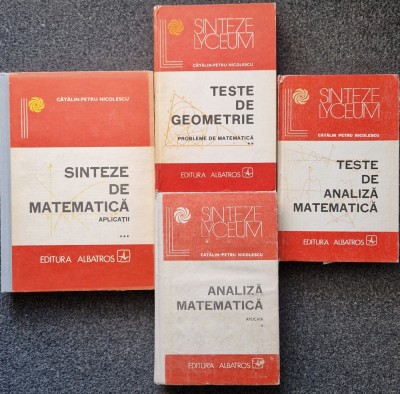 CĂTĂLIN-PETRU NICOLESCU
SINTEZE
DE
MATEMATICĂ
APLICAȚII
***
EDITURA ALBATROS
SINTEZE
LYCEUM
CĂTĂLIN-PETRU NICOLESCU
TESTE
DE
GEOMETRIE
PROBLEME DE MATEMATICĂ
**
EDITURA ALBATROS
SINTEZE
LYCEUM
CĂTĂLIN PETRU NICOLESCU
TESTE
DE
ANALIZĂ
MATEMATICĂ
EDITURA ALBATROS
SINTEZE
LYCEUM
CĂTĂLIN-PETRU NICOLESCU
ANALIZĂ
MATEMATICĂ
APLICAȚII
*
EDITURA ALBATROS